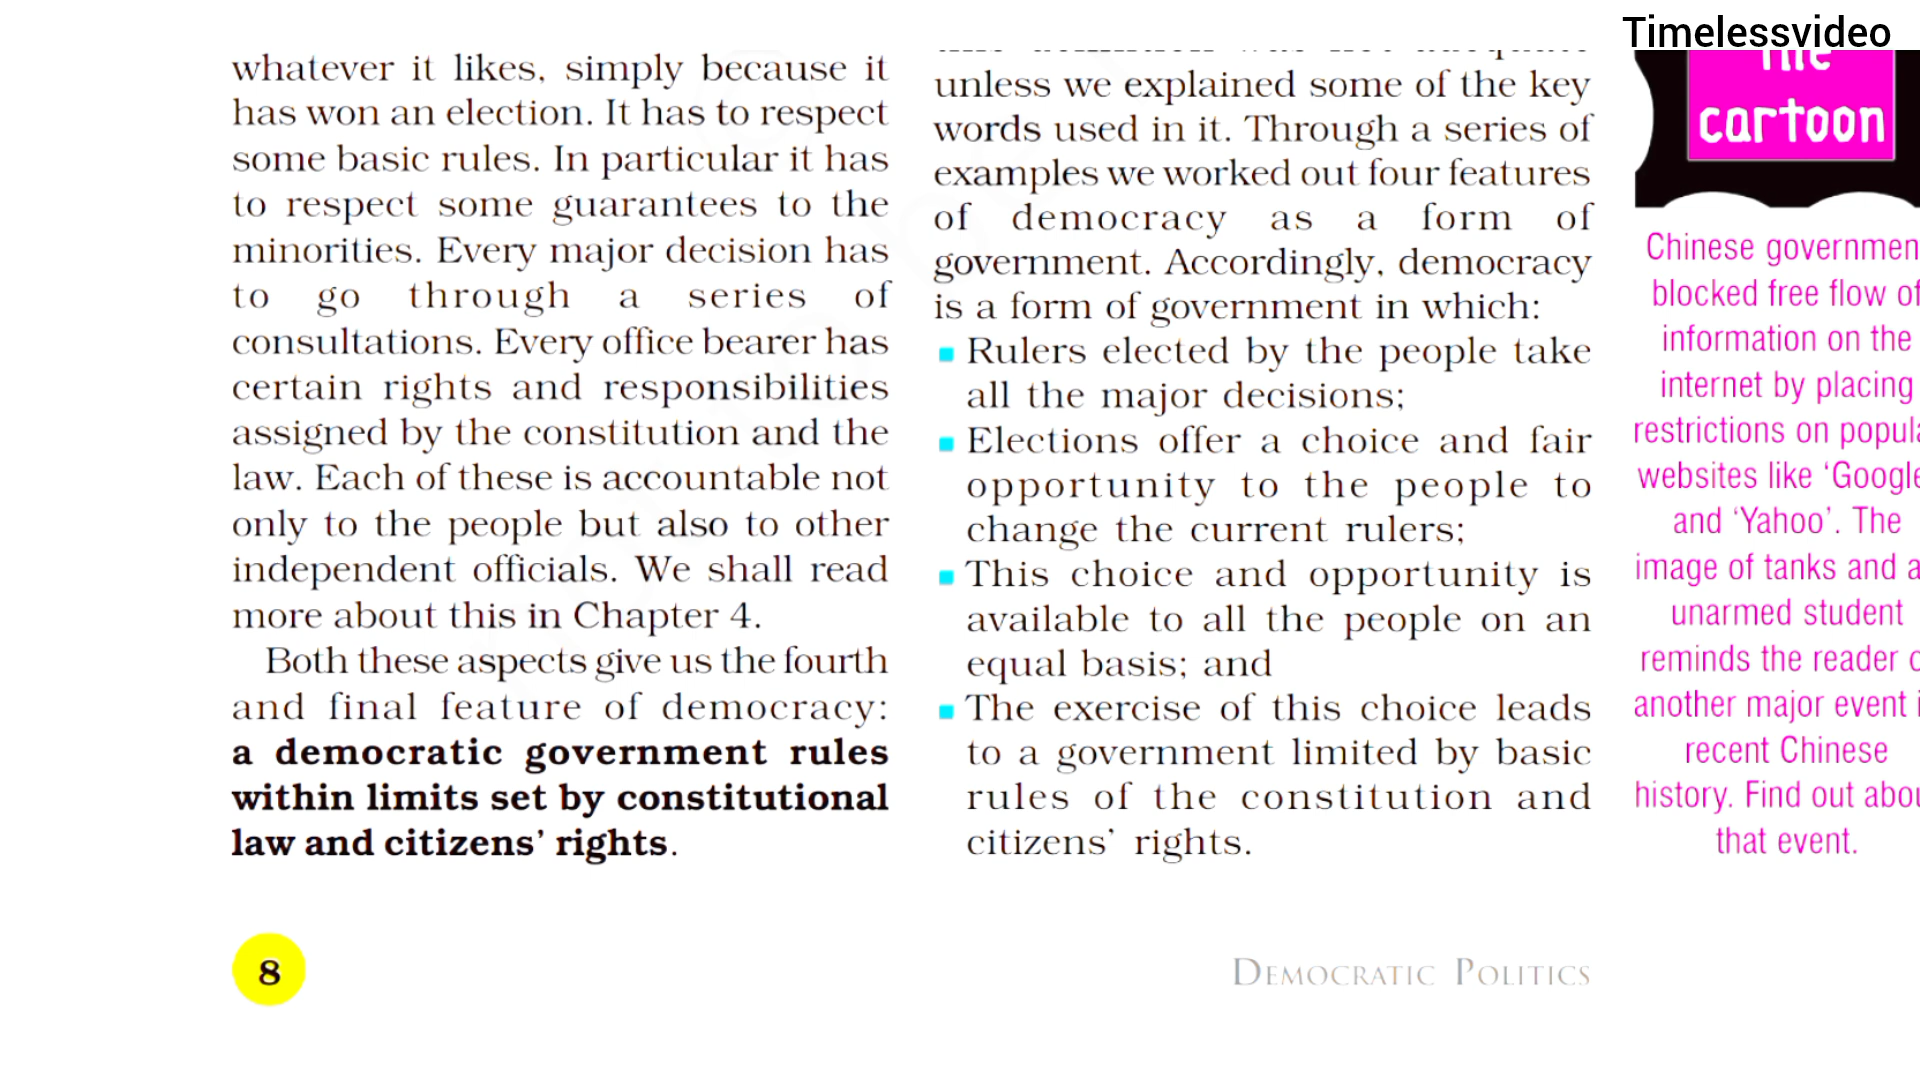 Timelessvideo
whatever it likes, simply because it
has won an election. It has to respect
some basic rules. In particular it has
to respect some guarantees to the
minorities. Every major decision has
to go through a series of
consultations. Every office bearer has
certain rights and responsibilities
assigned by the constitution and the
law. Each of these is accountable not
only to the people but also to other
independent officials. We shall read
more about this in Chapter 4.
Both these aspects give us the fourth
and final feature of democracy:
a democratic government rules
within limits set by constitutional
law and citizens’ rights.
unless we explained some of the key
words used in it. Through a series of
examples we worked out four features
of democracy as a form of
government. Accordingly, democracy
is a form of government in which:
Rulers elected by the people take
all the major decisions;
Elections offer a choice and fair
opportunity to the people to
change the current rulers;
This choice and opportunity is
available to all the people on an
equal basis; and
The exercise of this choice leads
to a government limited by basic
rules of the constitution and
citizens’ rights.
cartoon
Chinese governmen
blocked free flow of
information on the
internet by placing
restrictions on popula
websites like ‘Google
and ‘Yahoo’. The
image of tanks and a
unarmed student
reminds the reader o
another major event i
recent Chinese
history. Find out abou
that event.
8
DEMOCRATIC POLITICS